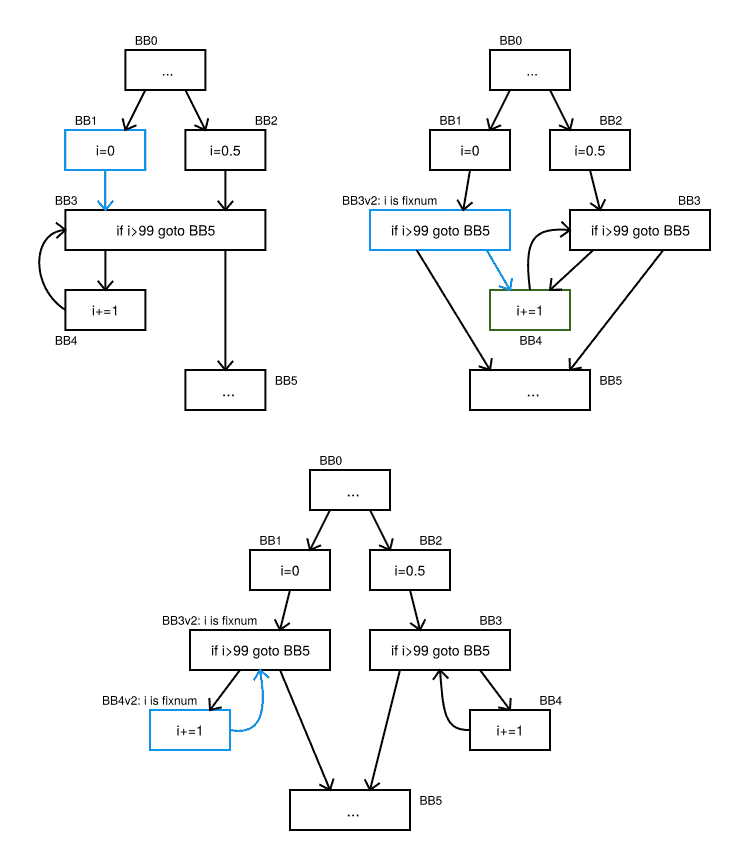 BB0
...
BB1
BB2
i=0
i=0.5
BB3
if i>99 goto BB5
i+=1
BB4
BB5
...
BB0
...
BB1
BB2
i=0
i=0.5
BB3v2: i is fixnum
BB3
if i>99 goto BB5
if i>99 goto BB5
i+=1
BB4
BB5
...
BB0
...
BB1
BB2
i=0
i=0.5
BB3v2: i is fixnum
BB3
if i>99 goto BB5
if i>99 goto BB5
BB4v2: i is fixnum
BB4
i+=1
i+=1
...
BB5